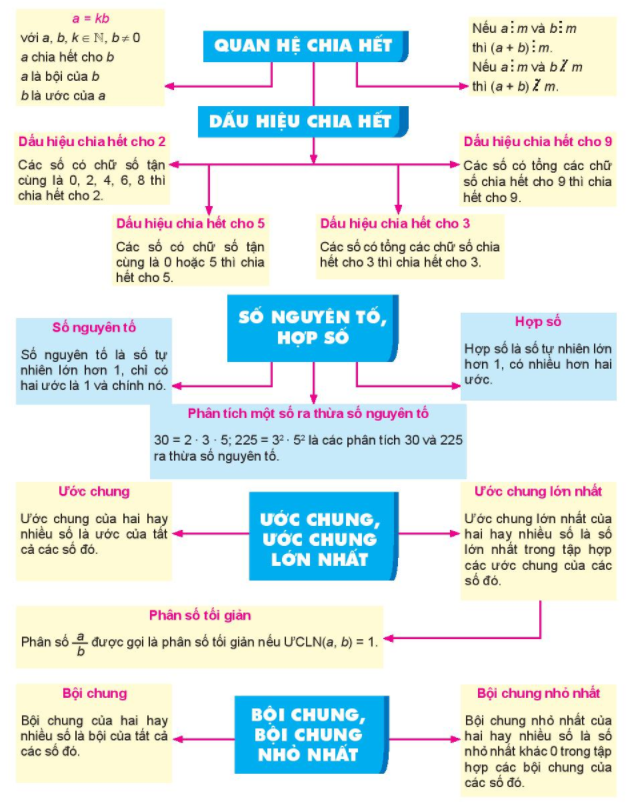 a = kb
với a, b, k ∈ ℕ, b ≠ 0
a chia hết cho b
a là bội của b
b là ước của a
QUAN HỆ CHIA HẾT
Nếu a ⋮ m và b ⋮ m
thì (a + b) ⋮ m.
Nếu a ⋮ m và b ⋮̸ m
thì (a + b) ⋮̸ m.
DẤU HIỆU CHIA HẾT
Dấu hiệu chia hết cho 2
Các số có chữ số tận
cùng là 0, 2, 4, 6, 8 thì
chia hết cho 2.
Dấu hiệu chia hết cho 9
Các số có tổng các chữ
số chia hết cho 9 thì chia
hết cho 9.
Dấu hiệu chia hết cho 5
Các số có chữ số tận
cùng là 0 hoặc 5 thì chia
hết cho 5.
Dấu hiệu chia hết cho 3
Các số có tổng các chữ số chia
hết cho 3 thì chia hết cho 3.
SỐ NGUYÊN TỐ,
HỢP SỐ
Số nguyên tố
Số nguyên tố là số tự
nhiên lớn hơn 1, chỉ có
hai ước là 1 và chính nó.
Hợp số
Hợp số là số tự nhiên lớn
hơn 1, có nhiều hơn hai
ước.
Phân tích một số ra thừa số nguyên tố
30 = 2 · 3 · 5; 225 = 3² · 5² là các phân tích 30 và 225
ra thừa số nguyên tố.
Ước chung
Ước chung của hai hay
nhiều số là ước của tất
cả các số đó.
ƯỚC CHUNG,
ƯỚC CHUNG
LỚN NHẤT
Ước chung lớn nhất
Ước chung lớn nhất của
hai hay nhiều số là số
lớn nhất trong tập hợp
các ước chung của các
số đó.
Phân số tối giản
Phân số a/b được gọi là phân số tối giản nếu ƯCLN(a, b) = 1.
Bội chung
Bội chung của hai hay
nhiều số là bội của tất cả
các số đó.
BỘI CHUNG,
BỘI CHUNG
NHỎ NHẤT
Bội chung nhỏ nhất
Bội chung nhỏ nhất của
hai hay nhiều số là số
nhỏ nhất khác 0 trong tập
hợp các bội chung của
các số đó.